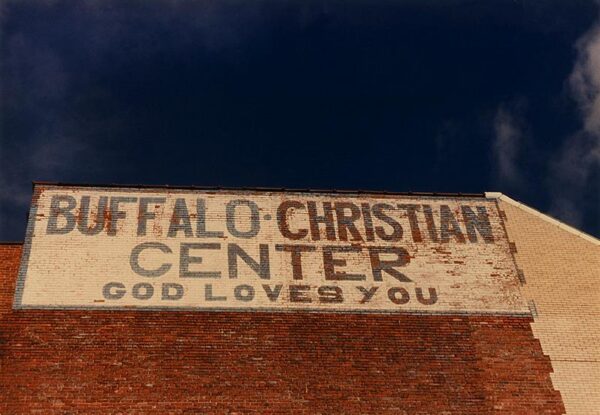 BUFFALO · CHRISTIAN
CENTER
GOD LOVES YOU